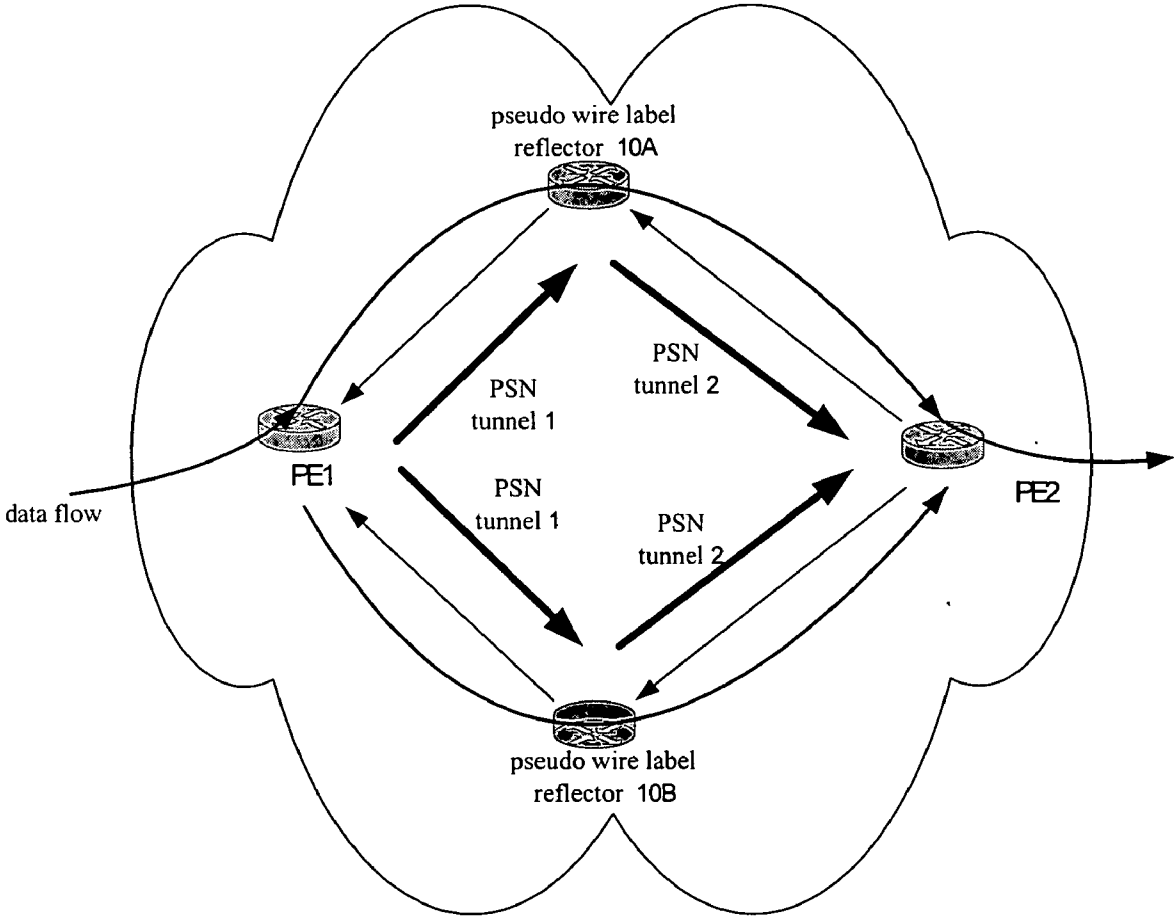 pseudo wire label
reflector 10A
PSN
tunnel 2
PSN
tunnel 1
PE1
PSN
tunnel 1
PE2
data flow
PSN
tunnel 2
pseudo wire label
reflector 10B